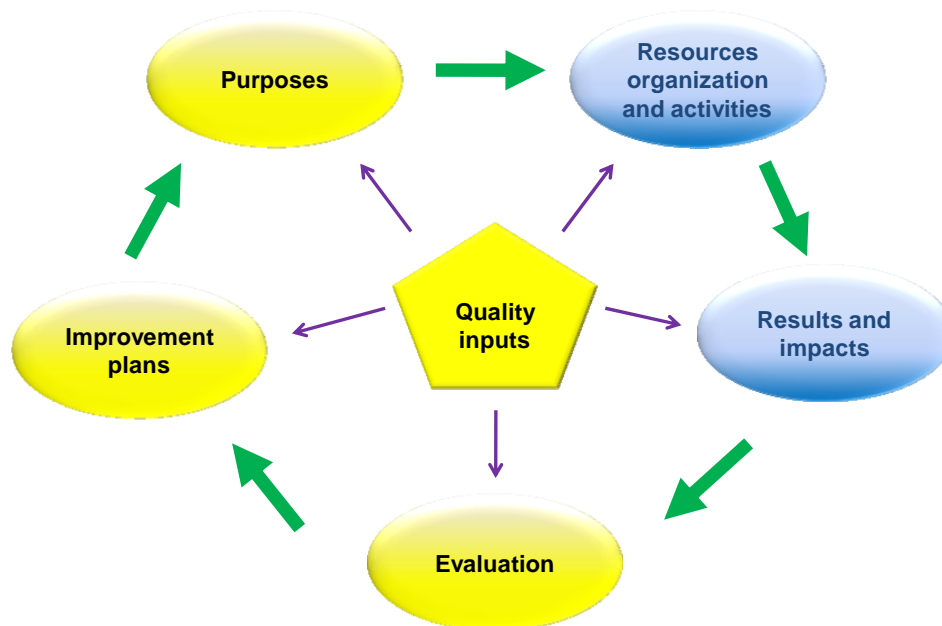 Purposes
Resources
organization
and activities
Quality
inputs
Results and
impacts
Improvement
plans
Evaluation